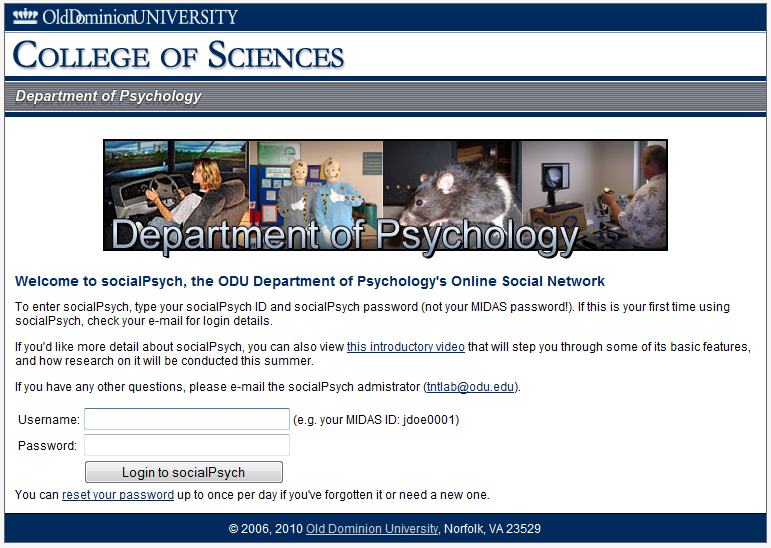 OldDominionUNIVERSITY
COLLEGE OF SCIENCES
Department of Psychology
Department of Psychology
Welcome to socialPsych, the ODU Department of Psychology's Online Social Network
To enter socialPsych, type your socialPsych ID and socialPsych password (not your MIDAS password!). If this is your first time using
socialPsych, check your e-mail for login details.
If you'd like more detail about socialPsych, you can also view this introductory video that will step you through some of its basic features,
and how research on it will be conducted this summer.
If you have any other questions, please e-mail the socialPsych admistrator (tntlab@odu.edu).
Username: (e.g. your MIDAS ID: jdoe0001)
Password:
Login to socialPsych
You can reset your password up to once per day if you've forgotten it or need a new one.
© 2006, 2010 Old Dominion University, Norfolk, VA 23529